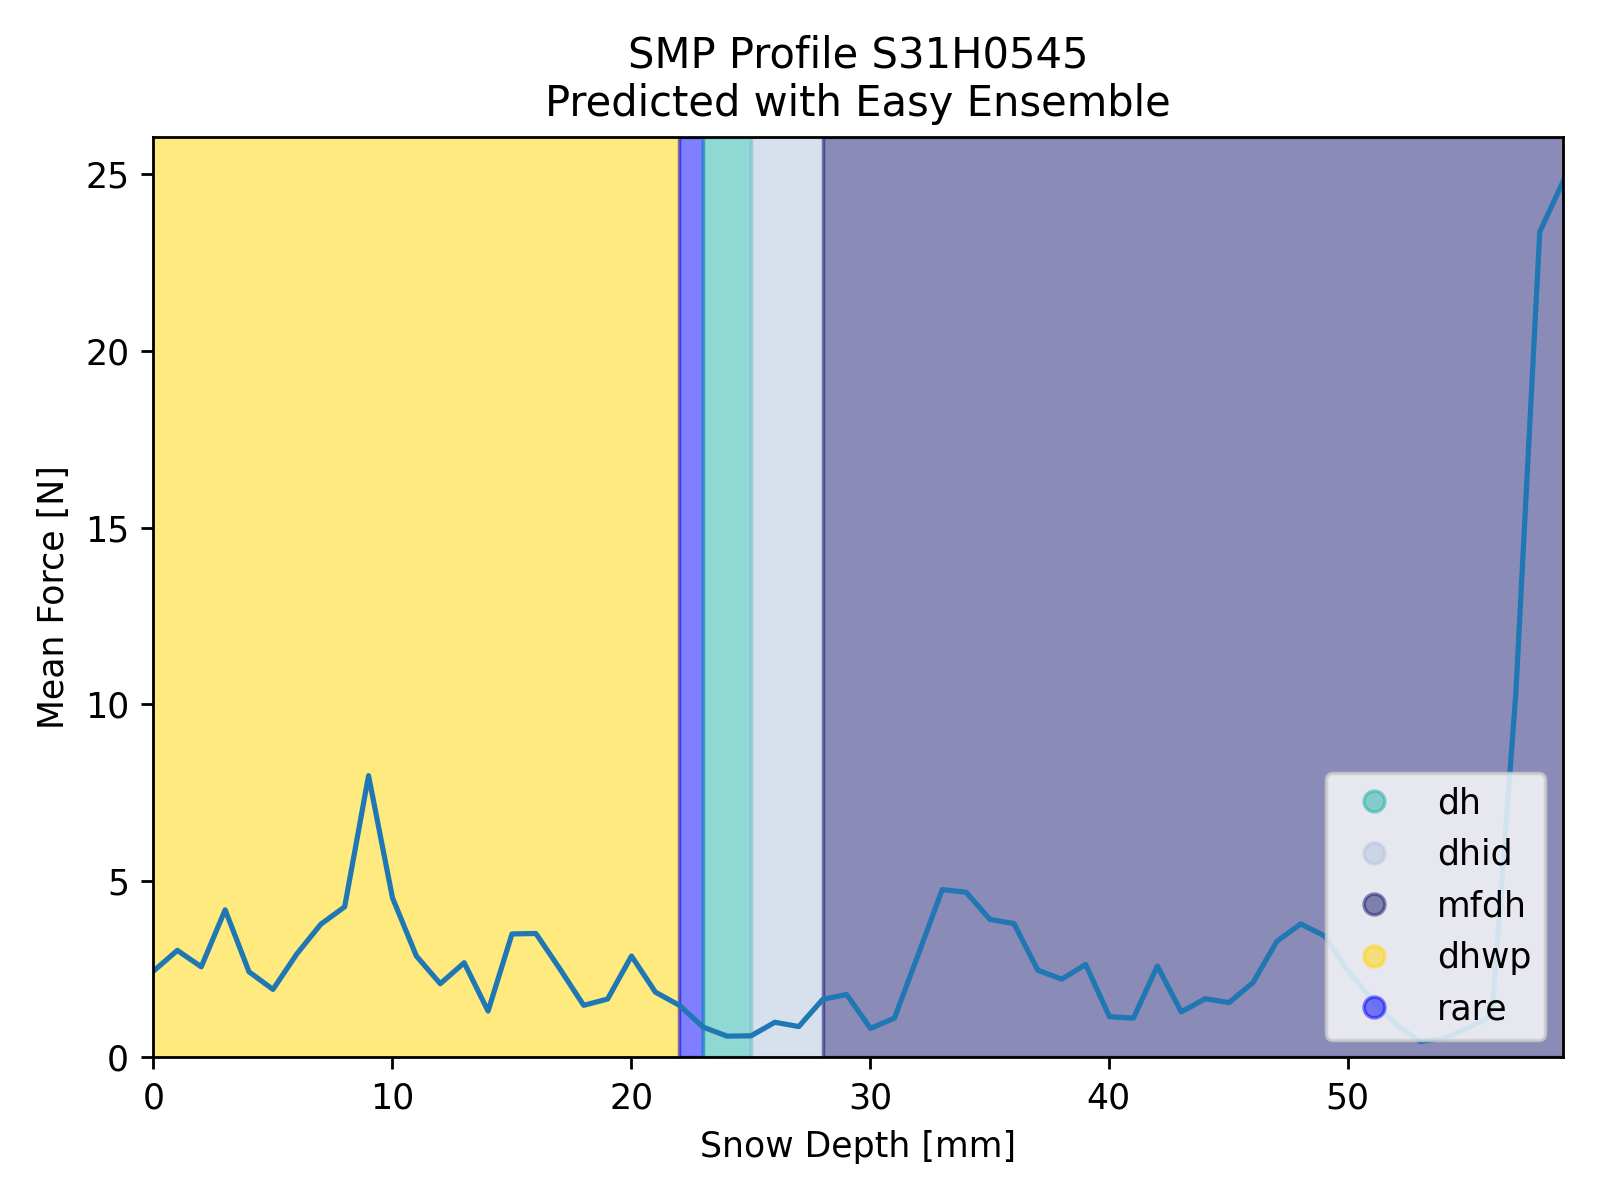 SMP Profile S31H0545
Predicted with Easy Ensemble
25
20
15
10
5
0
Mean Force [N]
0 10 20 30 40 50
Snow Depth [mm]
dh
dhid
mfdh
dhwp
rare